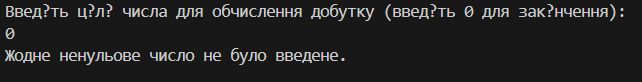 Введ?ть ц?л? числа для обчислення добутку (введ?ть 0 для зак?нчення):
0
Жодне ненульове число не було введене.